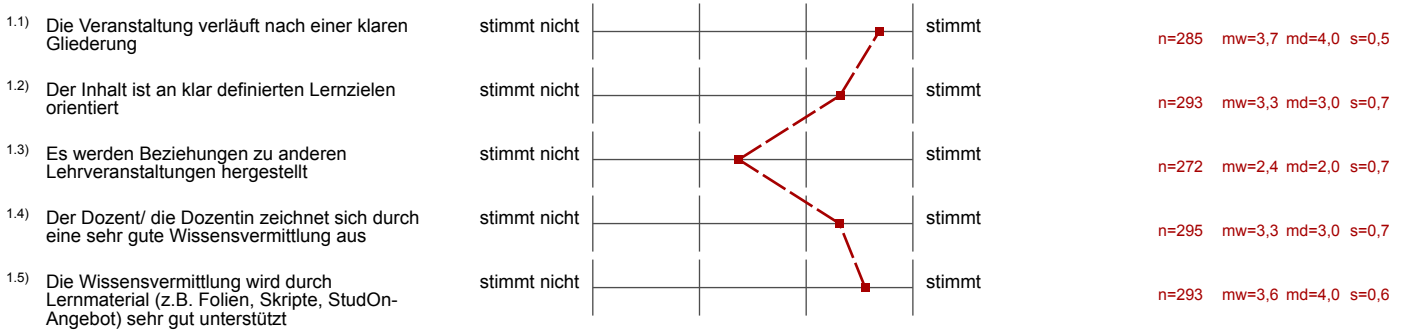 1.1) Die Veranstaltung verläuft nach einer klaren Gliederung stimmt nicht stimmt n=285 mw=3,7 md=4,0 s=0,5
1.2) Der Inhalt ist an klar definierten Lernzielen orientiert stimmt nicht stimmt n=293 mw=3,3 md=3,0 s=0,7
1.3) Es werden Beziehungen zu anderen Lehrveranstaltungen hergestellt stimmt nicht stimmt n=272 mw=2,4 md=2,0 s=0,7
1.4) Der Dozent/ die Dozentin zeichnet sich durch eine sehr gute Wissensvermittlung aus stimmt nicht stimmt n=295 mw=3,3 md=3,0 s=0,7
1.5) Die Wissensvermittlung wird durch Lernmaterial (z.B. Folien, Skripte, StudOn-Angebot) sehr gut unterstützt stimmt nicht stimmt n=293 mw=3,6 md=4,0 s=0,6